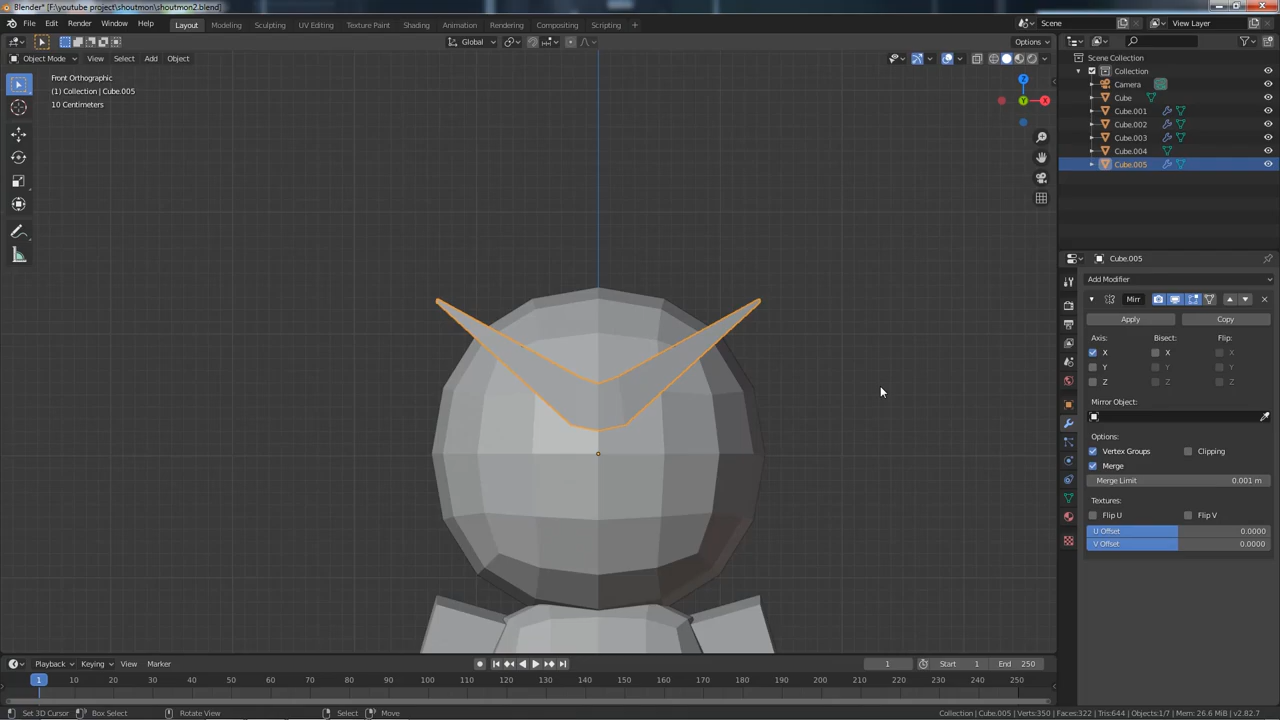 Blender* [F:\youtube project\shoutmon\shoutmon2.blend]
File Edit Render Window Help Layout Modeling Sculpting UV Editing Texture Paint Shading Animation Rendering Compositing Scripting + Scene View Layer
Global Options
Object Mode View Select Add Object
Front Orthographic
(1) Collection | Cube.005
10 Centimeters
Z
Y
X
Scene Collection
Collection
Camera
Cube
Cube.001
Cube.002
Cube.003
Cube.004
Cube.005
Cube.005
Add Modifier
Mirr
Apply Copy
Axis: Bisect: Flip:
X X X
Y Y Y
Z Z Z
Mirror Object:
Options:
Vertex Groups Clipping
Merge
Merge Limit 0.001 m
Textures:
Flip U Flip V
U Offset 0.0000
V Offset 0.0000
Playback Keying View Marker 1 Start 1 End 250
1 10 20 30 40 50 60 70 80 90 100 110 120 130 140 150 160 170 180 190 200 210 220 230 240 250
Set 3D Cursor Box Select Rotate View Select Move Collection | Cube.005 | Verts:350 | Faces:322 | Tris:644 | Objects:1/7 | Mem: 26.6 MiB | v2.82.7